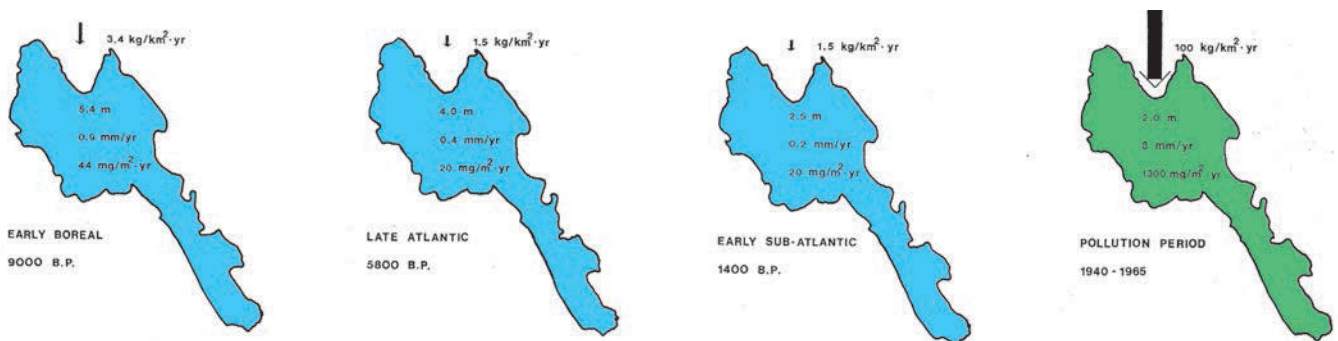 3.4 kg/km²·yr
5.4 m
0.9 mm/yr
44 mg/m²·yr
EARLY BOREAL
9000 B.P.
1.5 kg/km²·yr
4.0 m
0.4 mm/yr
20 mg/m²·yr
LATE ATLANTIC
5800 B.P.
1.5 kg/km²·yr
2.5 m
0.2 mm/yr
20 mg/m²·yr
EARLY SUB-ATLANTIC
1400 B.P.
100 kg/km²·yr
2.0 m
8 mm/yr
1300 mg/m²·yr
POLLUTION PERIOD
1940-1965